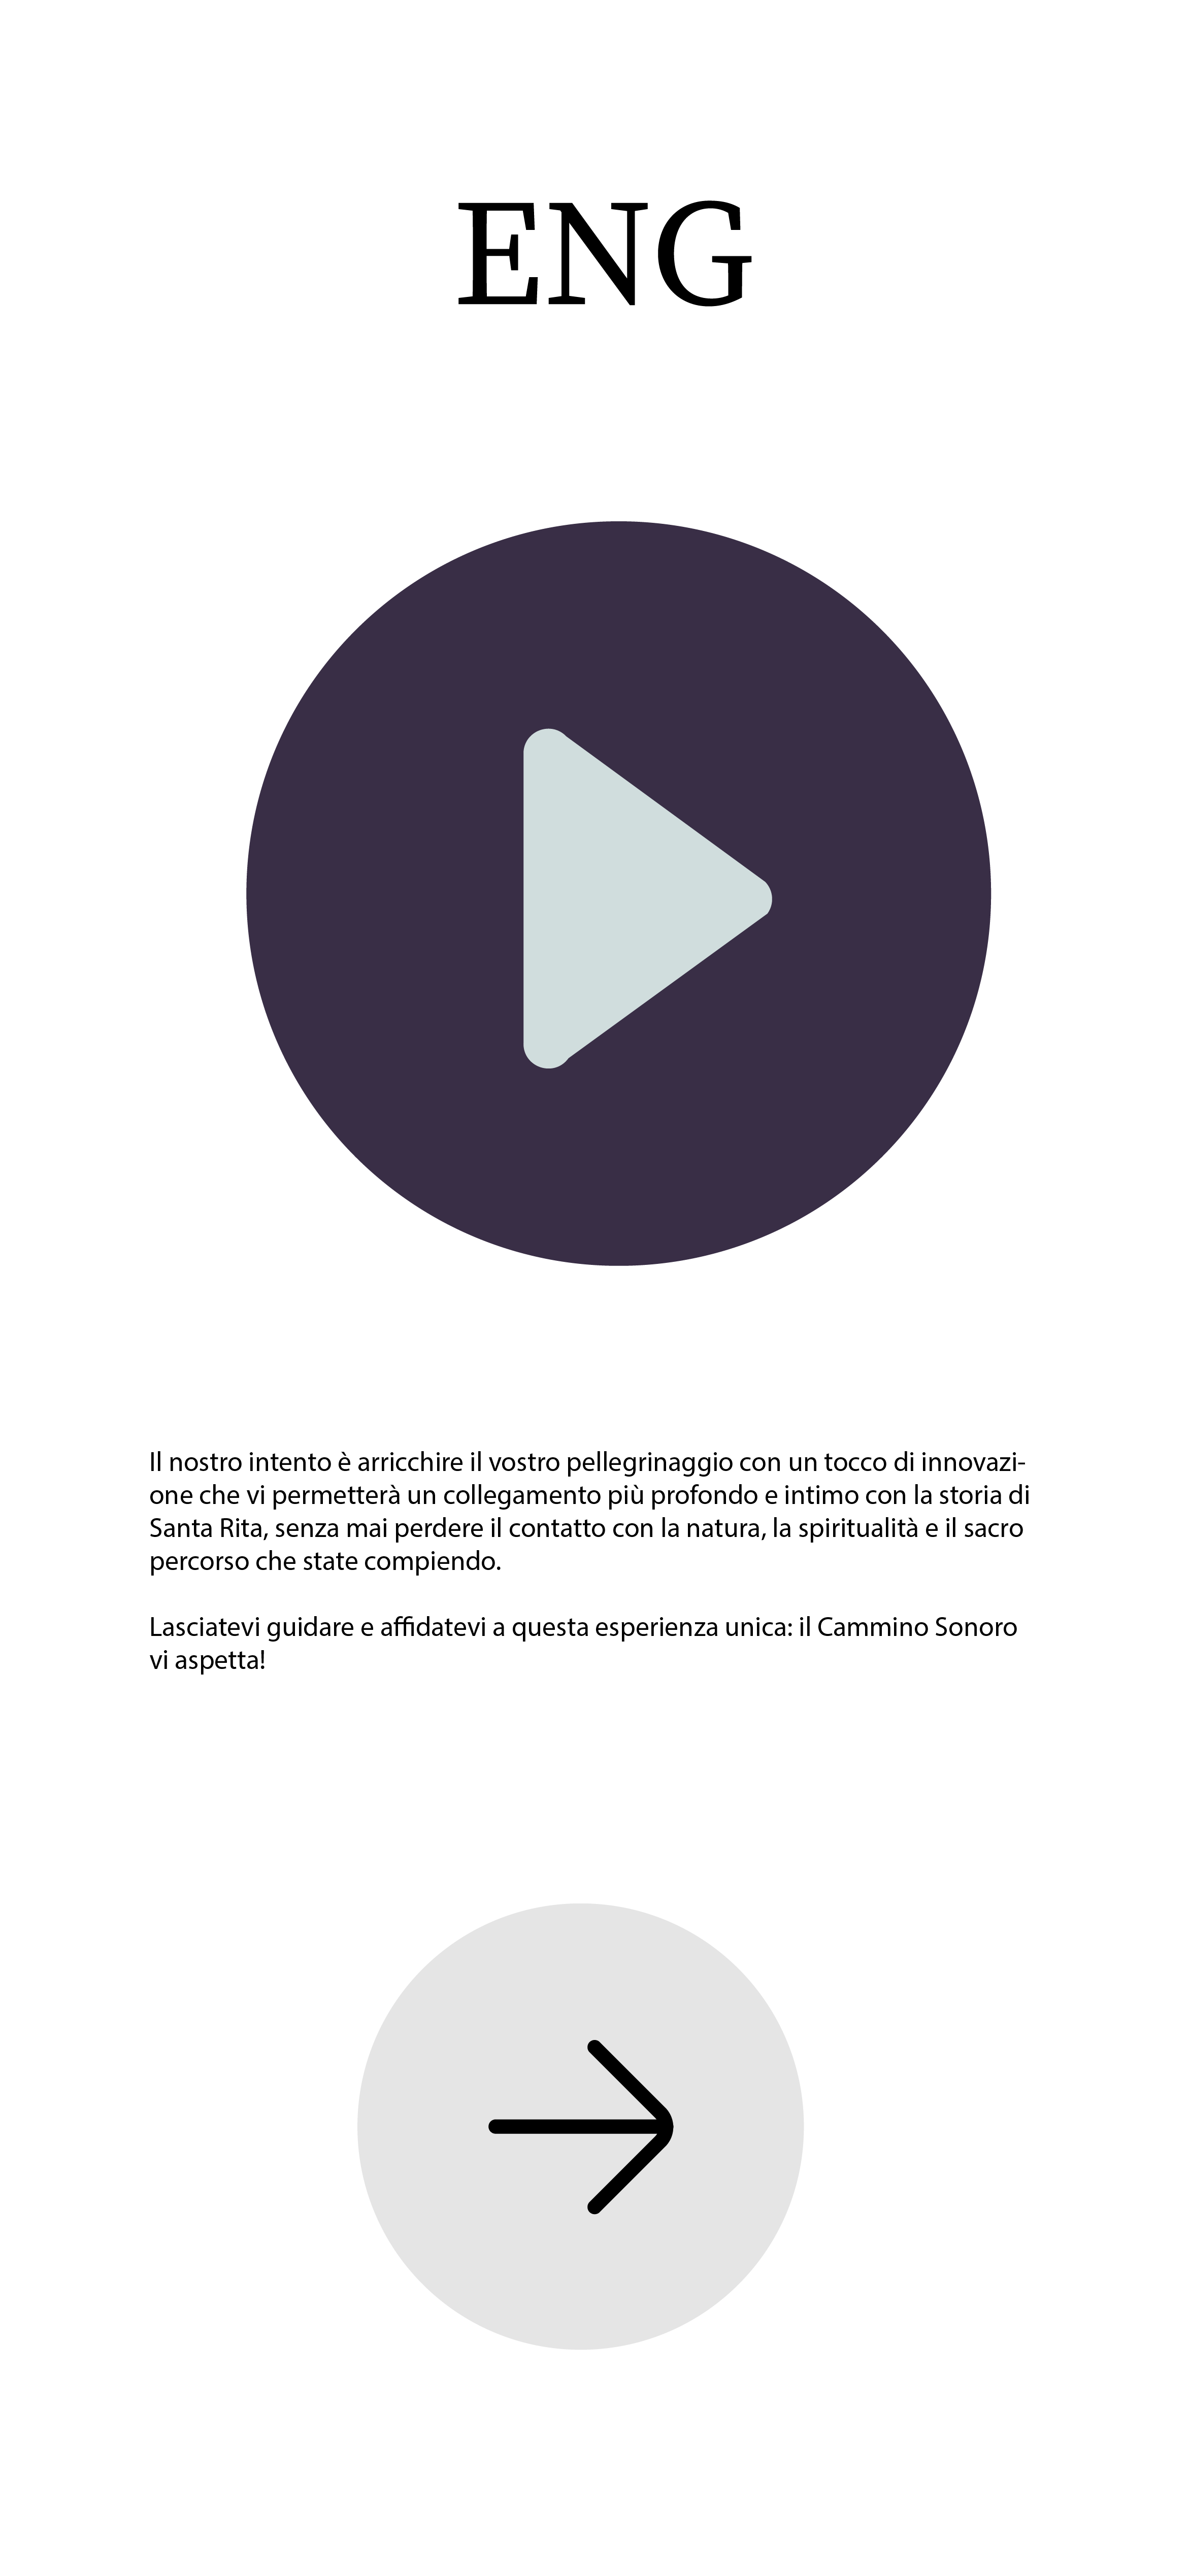 ENG
Il nostro intento è arricchire il vostro pellegrinaggio con un tocco di innovazi-
one che vi permetterà un collegamento più profondo e intimo con la storia di
Santa Rita, senza mai perdere il contatto con la natura, la spiritualità e il sacro
percorso che state compiendo.
Lasciatevi guidare e affidatevi a questa esperienza unica: il Cammino Sonoro
vi aspetta!